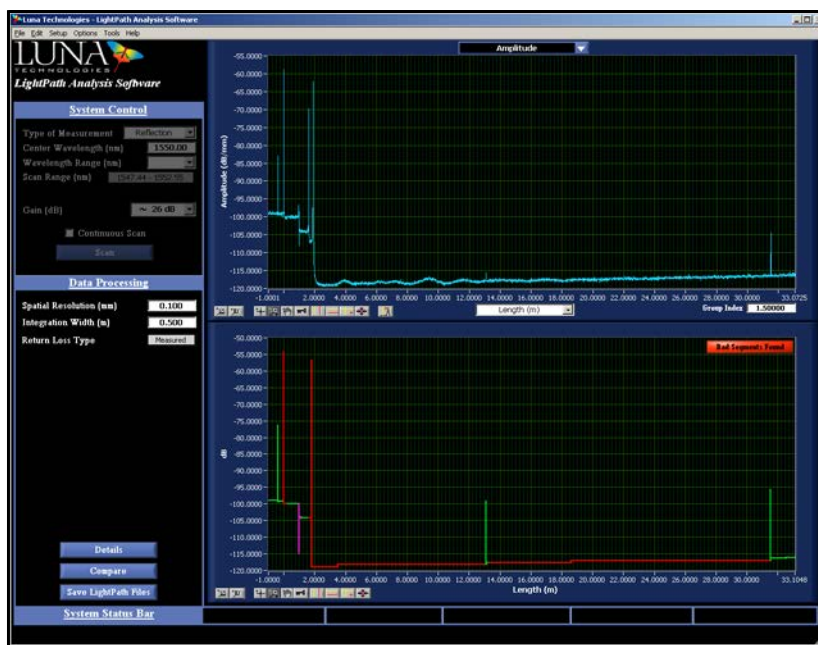 Luna Technologies - LightPath Analysis Software
File Edit Setup Options Tools Help
LUNA
TECHNOLOGIES
LightPath Analysis Software
System Control
Type of Measurement Reflection
Center Wavelength (nm) 1550.00
Wavelength Range (nm)
Scan Range (nm) 1547.44 - 1552.55
Gain [dB] ~ 26 dB
Continuous Scan
Scan
Data Processing
Spatial Resolution (mm) 0.100
Integration Width (m) 0.500
Return Loss Type Measured
Details
Compare
Save LightPath Files
System Status Bar
Amplitude
Amplitude (dB/mm)
-55.0000
-60.0000
-65.0000
-70.0000
-75.0000
-80.0000
-85.0000
-90.0000
-95.0000
-100.0000
-105.0000
-110.0000
-115.0000
-120.0000
-1.0001 2.0000 4.0000 6.0000 8.0000 10.0000 12.0000 14.0000 16.0000 18.0000 20.0000 22.0000 24.0000 26.0000 28.0000 30.0000 33.0725
Length (m)
Group Index 1.50000
Bad Segments Found
dB
-50.0000
-55.0000
-60.0000
-65.0000
-70.0000
-75.0000
-80.0000
-85.0000
-90.0000
-95.0000
-100.0000
-105.0000
-110.0000
-115.0000
-120.0000
-1.0000 2.0000 4.0000 6.0000 8.0000 10.0000 12.0000 14.0000 16.0000 18.0000 20.0000 22.0000 24.0000 26.0000 28.0000 30.0000 33.1046
Length (m)